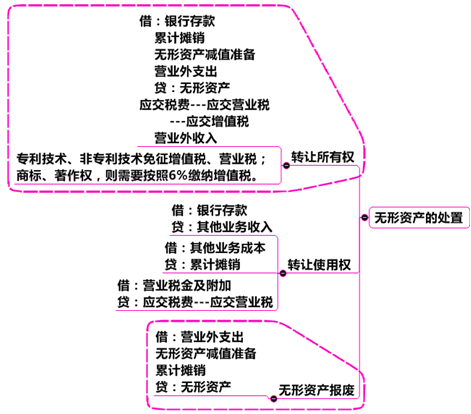 借：银行存款
累计摊销
无形资产减值准备
营业外支出
贷：无形资产
应交税费---应交营业税
---应交增值税
营业外收入
专利技术、非专利技术免征增值税、营业税；
商标、著作权，则需要按照6%缴纳增值税。
转让所有权
借：银行存款
贷：其他业务收入
借：其他业务成本
贷：累计摊销
借：营业税金及附加
贷：应交税费---应交营业税
转让使用权
借：营业外支出
无形资产减值准备
累计摊销
贷：无形资产
无形资产报废
无形资产的处置